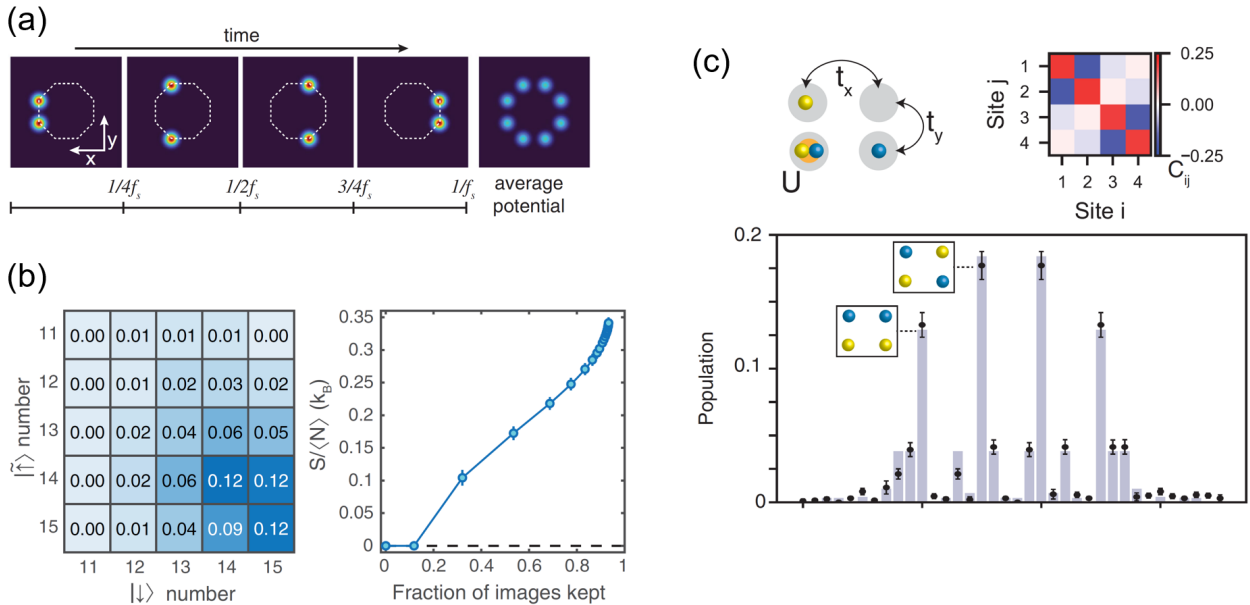 (a)
time
x
y
1/4f_s
1/2f_s
3/4f_s
1/f_s
average
potential
(b)
|↑̃⟩ number
11 0.00 0.01 0.01 0.01 0.00
12 0.00 0.01 0.02 0.03 0.02
13 0.00 0.02 0.04 0.06 0.05
14 0.00 0.02 0.06 0.12 0.12
15 0.00 0.01 0.04 0.09 0.12
11 12 13 14 15
|↓⟩ number
S/⟨N⟩ (k_B)
0.35
0.30
0.25
0.20
0.15
0.10
0.05
0
0 0.2 0.4 0.6 0.8 1
Fraction of images kept
(c)
t_x
t_y
U
Site j
1
2
3
4
1 2 3 4
Site i
0.25
0.00
−0.25
C_ij
Population
0.2
0.1
0